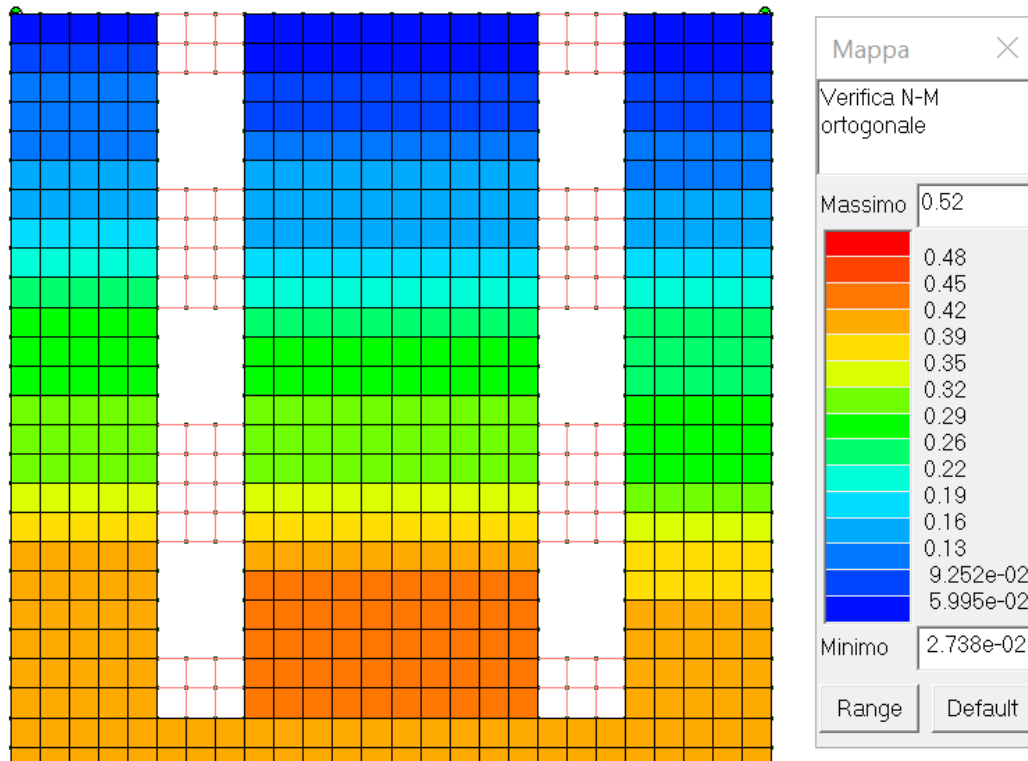 Mappa
Verifica N-M
ortogonale
Massimo 0.52
0.48
0.45
0.42
0.39
0.35
0.32
0.29
0.26
0.22
0.19
0.16
0.13
9.252e-02
5.995e-02
Minimo 2.738e-02
Range Default